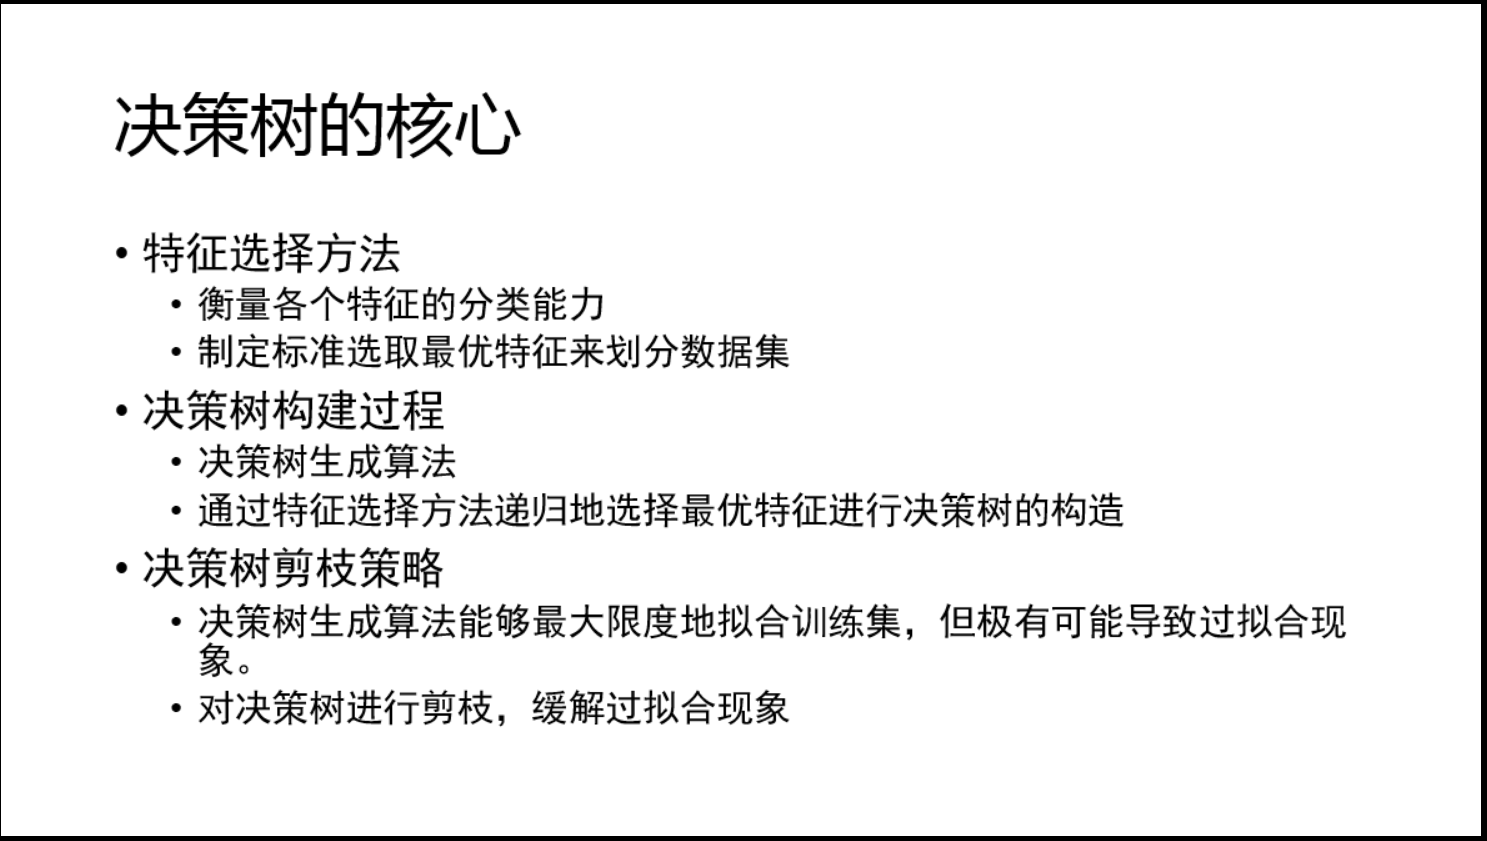 决策树的核心
• 特征选择方法
• 衡量各个特征的分类能力
• 制定标准选取最优特征来划分数据集
• 决策树构建过程
• 决策树生成算法
• 通过特征选择方法递归地选择最优特征进行决策树的构造
• 决策树剪枝策略
• 决策树生成算法能够最大限度地拟合训练集，但极有可能导致过拟合现
象。
• 对决策树进行剪枝，缓解过拟合现象